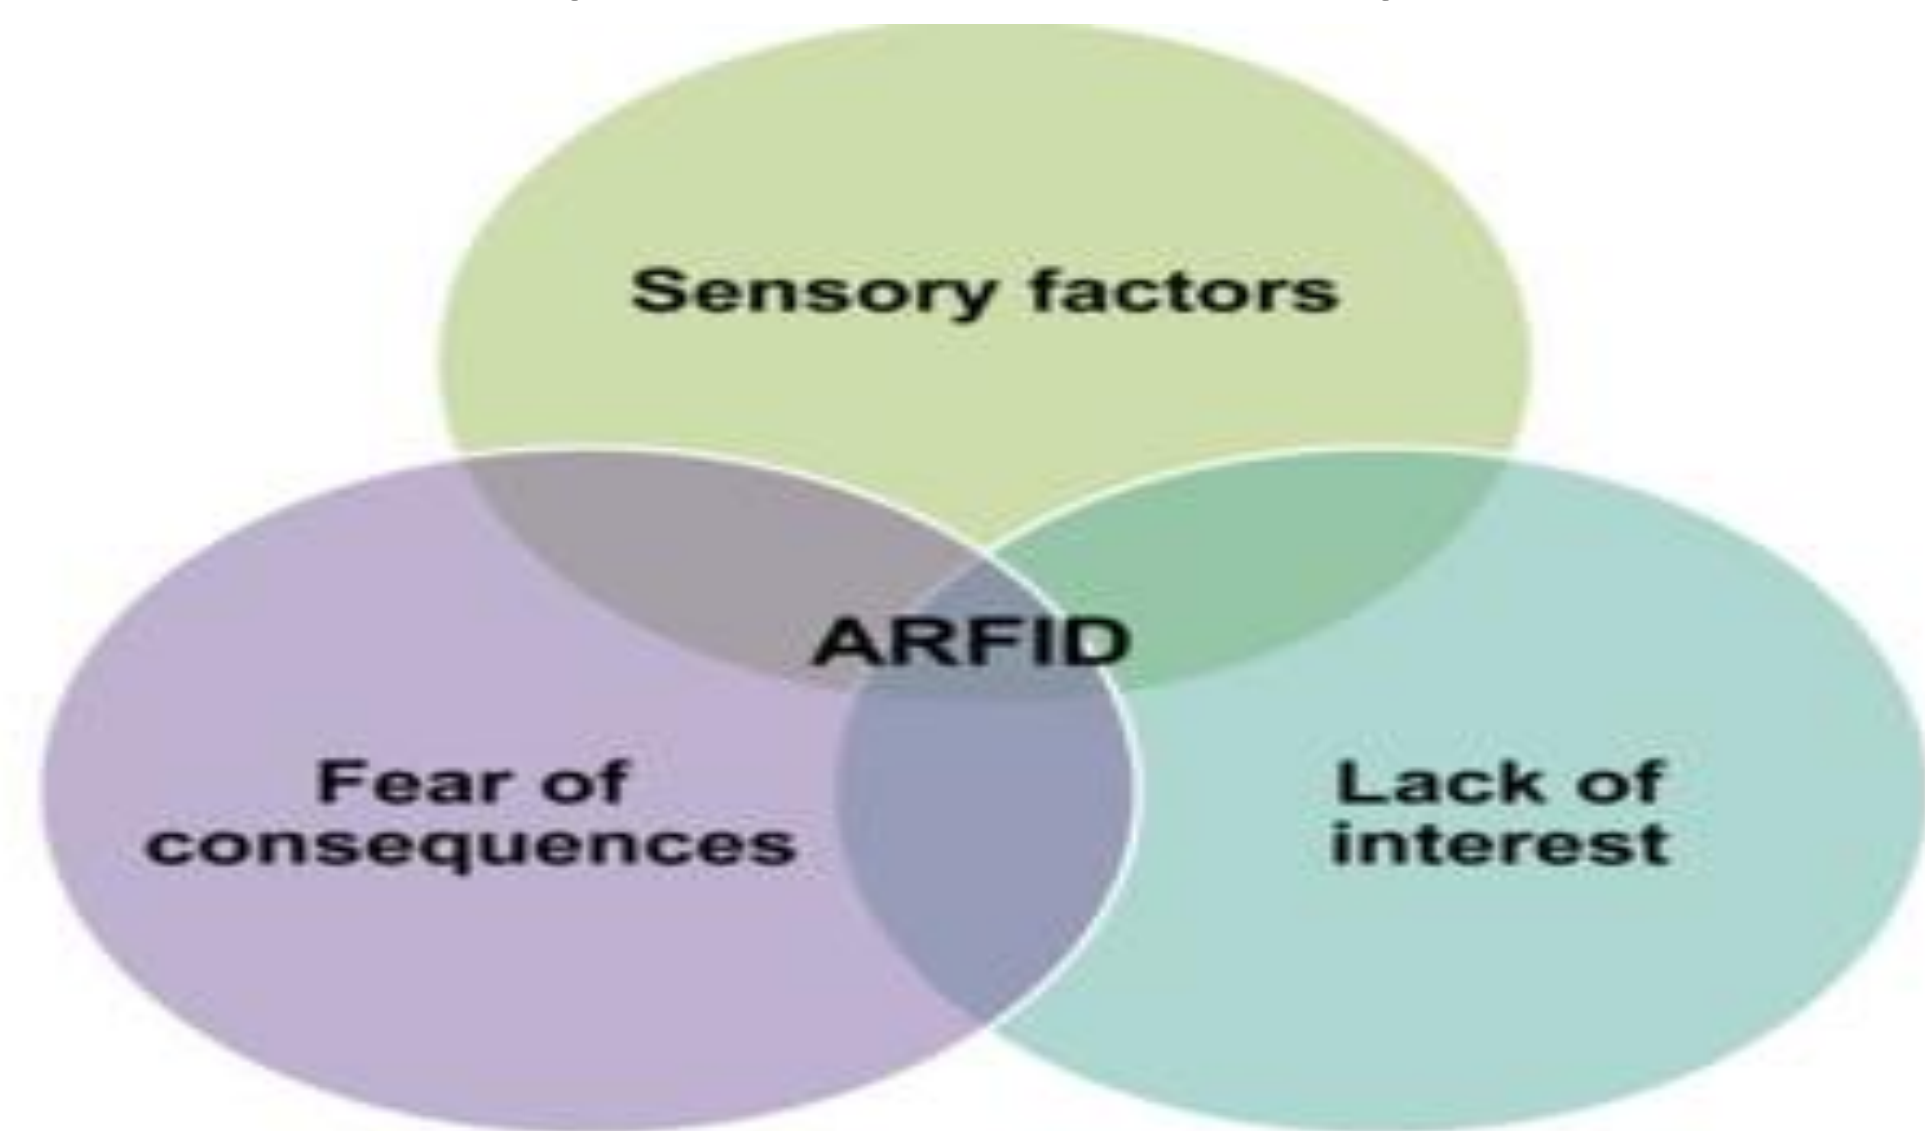 Sensory factors
ARFID
Fear of
consequences
Lack of
interest